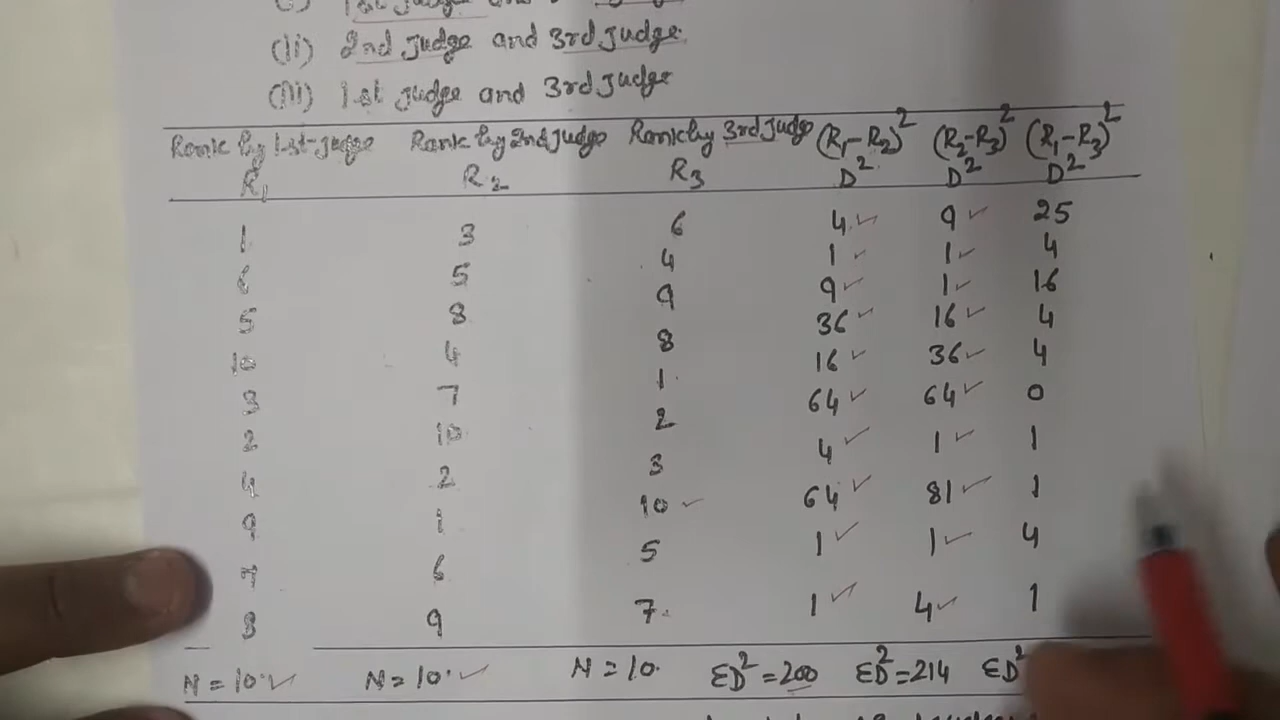 1st judge and
(ii) 2nd judge and 3rd judge.
(iii) 1st judge and 3rd judge
Rank by 1st-judge Rank by 2nd judge Rank by 3rd judge (R₁-R₂)² (R₂-R₃)² (R₁-R₃)²
R₁ R₂ R₃ D² D² D²
1 3 6 4 9 25
6 5 4 1 1 4
5 8 9 9 1 16
10 4 8 36 16 4
3 7 1 16 36 4
2 10 2 64 64 0
4 2 3 4 1 1
9 1 10 64 81 1
7 6 5 1 1 4
8 9 7 1 4 1
N = 10 N = 10 N = 10 ΣD² = 200 ΣD² = 214 ΣD²